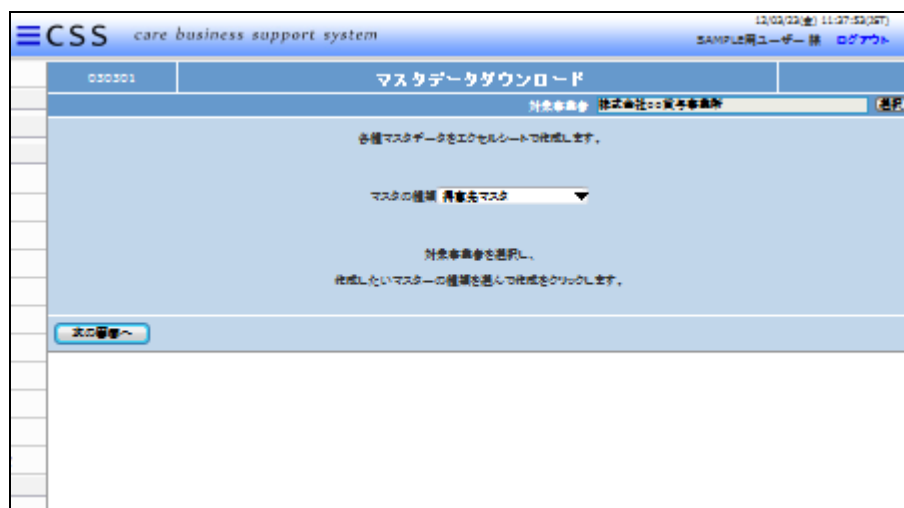 CSS care business support system
12/03/23(金) 11:37:53(JST)
SAMPLE用ユーザー 様 ログアウト
030301 マスタデータダウンロード
対象事業者 株式会社○○貸与事業所 選択
各種マスタデータをエクセルシートで作成します。
マスタの種類 得意先マスタ
対象事業者を選択し、
作成したいマスターの種類を選んで作成をクリックします。
次の画面へ